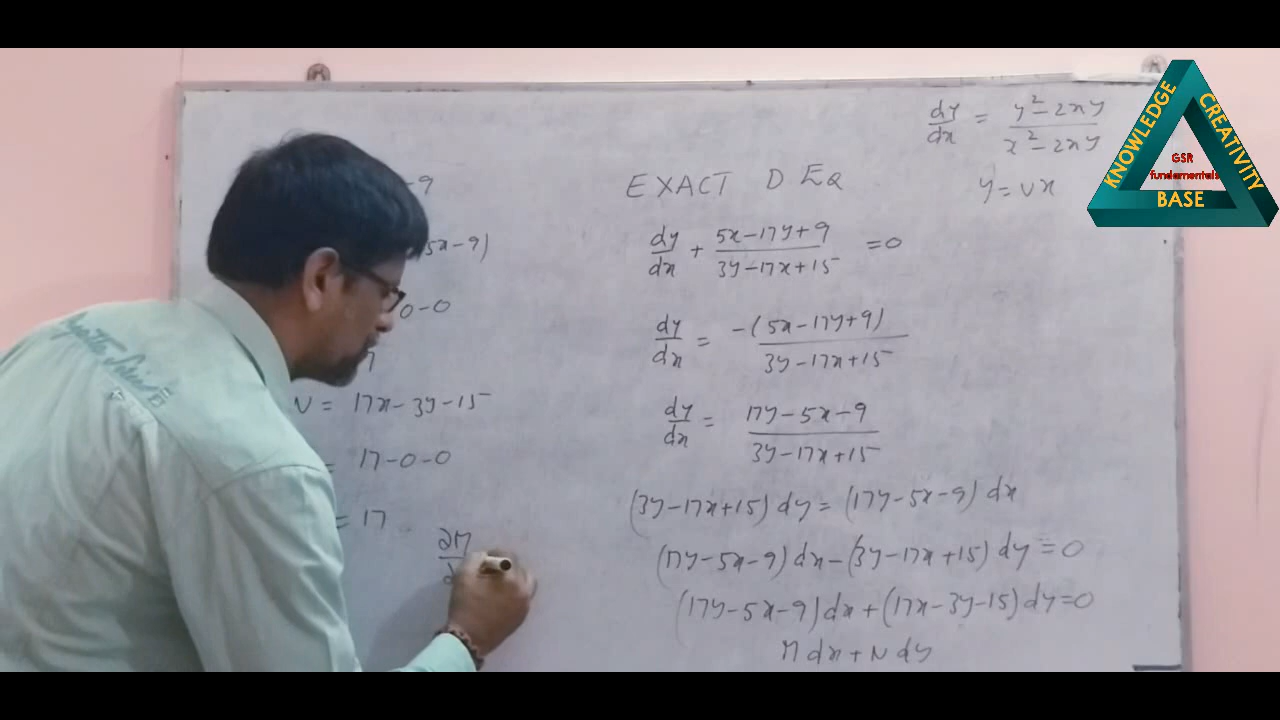 -9
5x-9)
0-0
7
N = 17x-3y-15
= 17-0-0
= 17
∂M
EXACT D EQ
dy/dx + (5x-17y+9)/(3y-17x+15) = 0
dy/dx = -(5x-17y+9)/(3y-17x+15)
dy/dx = (17y-5x-9)/(3y-17x+15)
(3y-17x+15) dy = (17y-5x-9) dx
(17y-5x-9) dx - (3y-17x+15) dy = 0
(17y-5x-9) dx + (17x-3y-15) dy = 0
M dx + N dy
dy/dx = (y²-2xy)/(x²-2xy)
y = vx
KNOWLEDGE
CREATIVITY
BASE
GSR
fundamentals